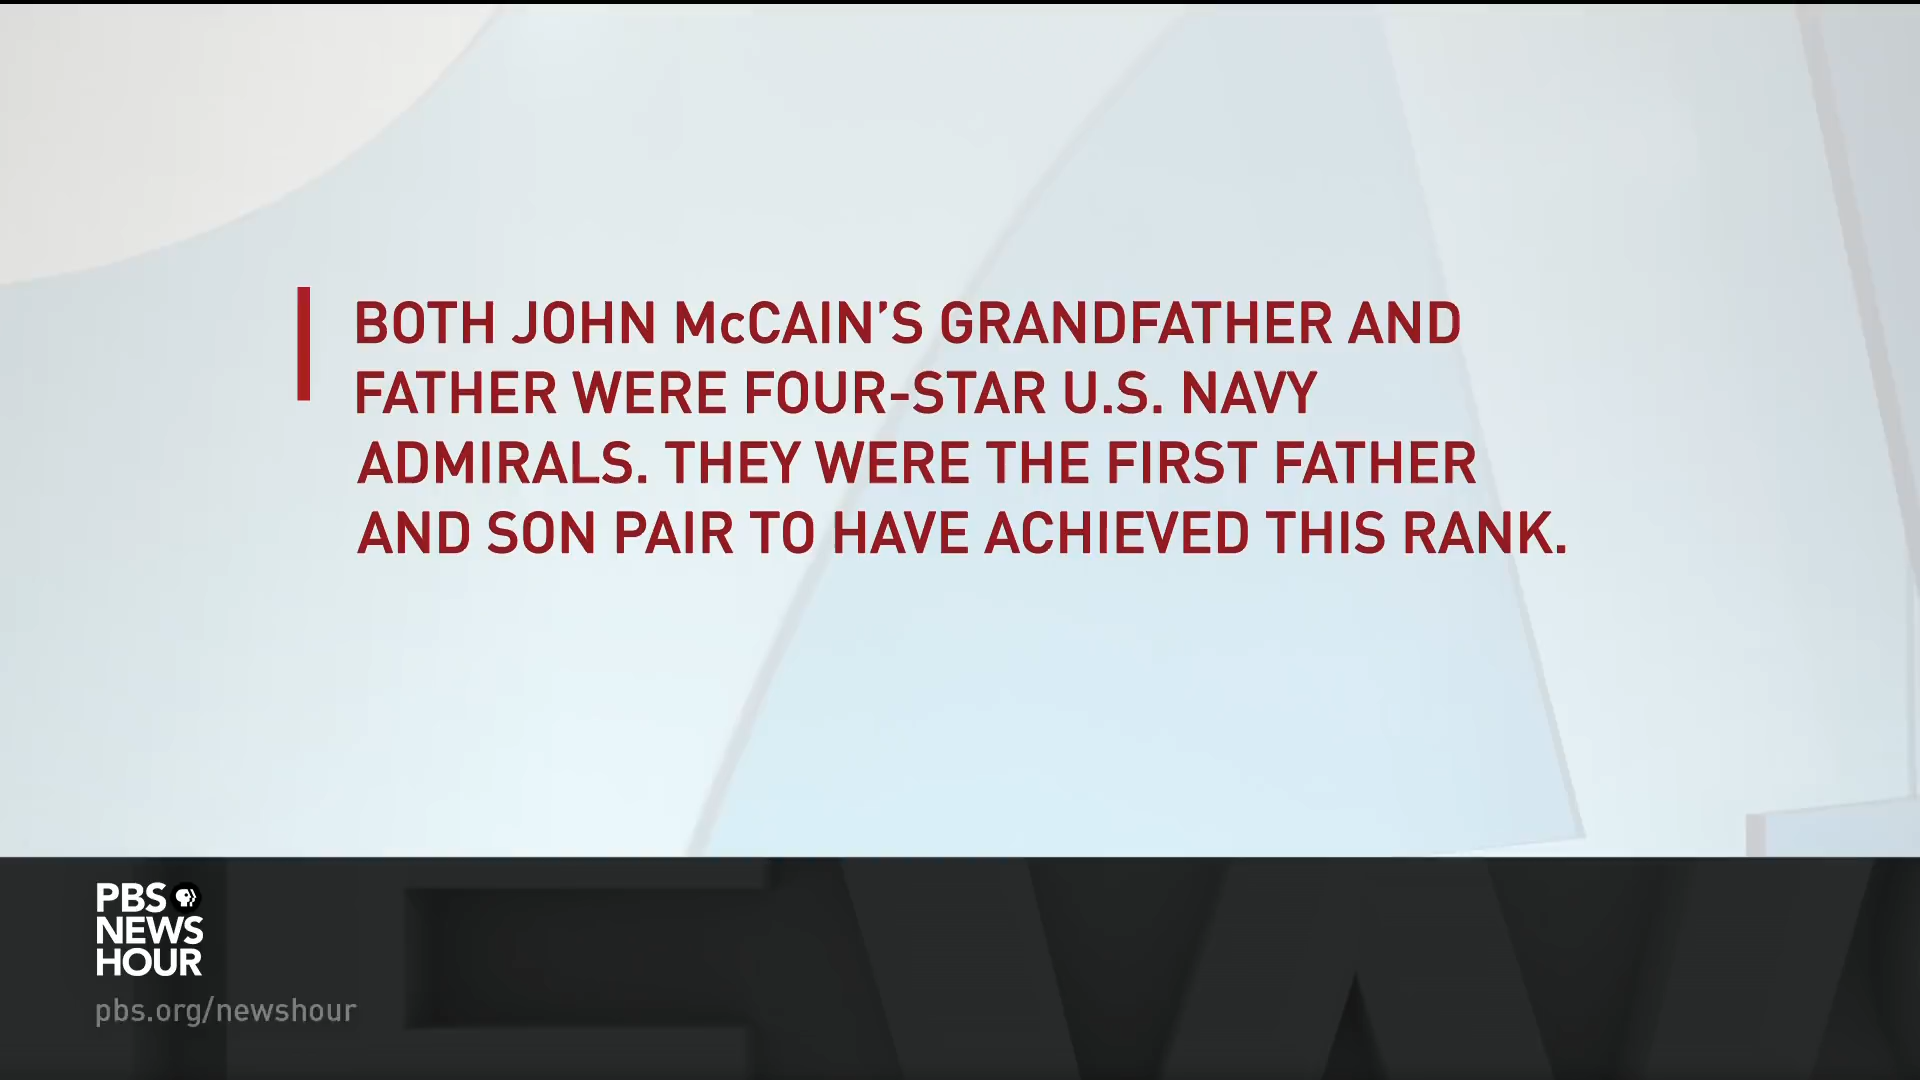 BOTH JOHN McCAIN’S GRANDFATHER AND
FATHER WERE FOUR-STAR U.S. NAVY
ADMIRALS. THEY WERE THE FIRST FATHER
AND SON PAIR TO HAVE ACHIEVED THIS RANK.
PBS
NEWS
HOUR
pbs.org/newshour